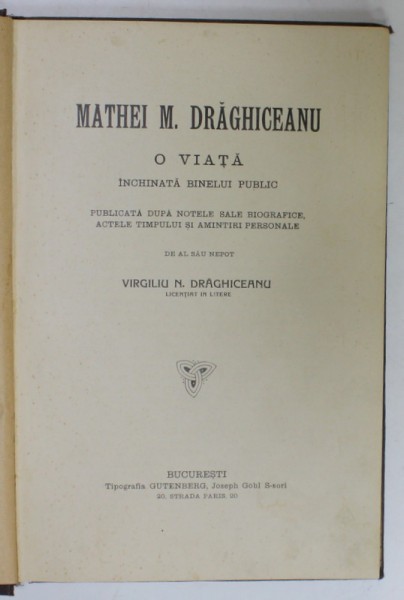 MATHEI M. DRĂGHICEANU
O VIAȚĂ
ÎNCHINATĂ BINELUI PUBLIC
PUBLICATĂ DUPĂ NOTELE SALE BIOGRAFICE,
ACTELE TIMPULUI ȘI AMINTIRI PERSONALE
DE AL SĂU NEPOT
VIRGILIU N. DRĂGHICEANU
LICENȚIAT IN LITERE
BUCUREȘTI
Tipografia GUTENBERG, Joseph Göbl S-sori
20, STRADA PARIS, 20